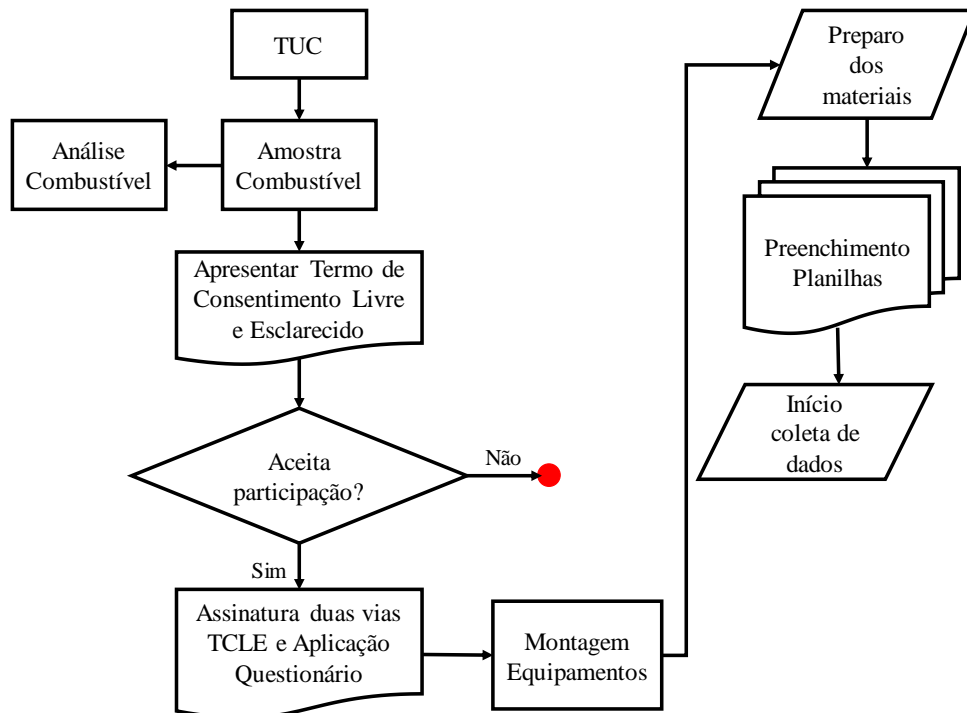 TUC
Análise
Combustível
Amostra
Combustível
Apresentar Termo de
Consentimento Livre
e Esclarecido
Aceita
participação?
Não
Sim
Assinatura duas vias
TCLE e Aplicação
Questionário
Montagem
Equipamentos
Preparo
dos
materiais
Preenchimento
Planilhas
Início
coleta de
dados